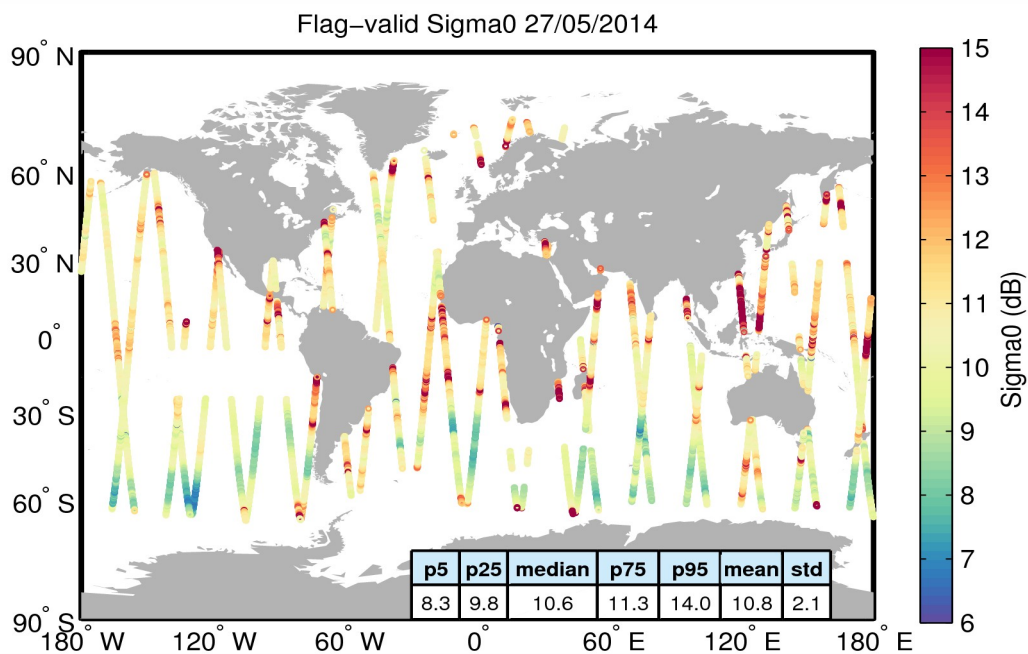 Flag−valid Sigma0 27/05/2014
90° N
60° N
30° N
0°
30° S
60° S
90° S
180° W
120° W
60° W
0°
60° E
120° E
180° E
15
14
13
12
11
10
9
8
7
6
Sigma0 (dB)
p5 p25 median p75 p95 mean std
8.3 9.8 10.6 11.3 14.0 10.8 2.1